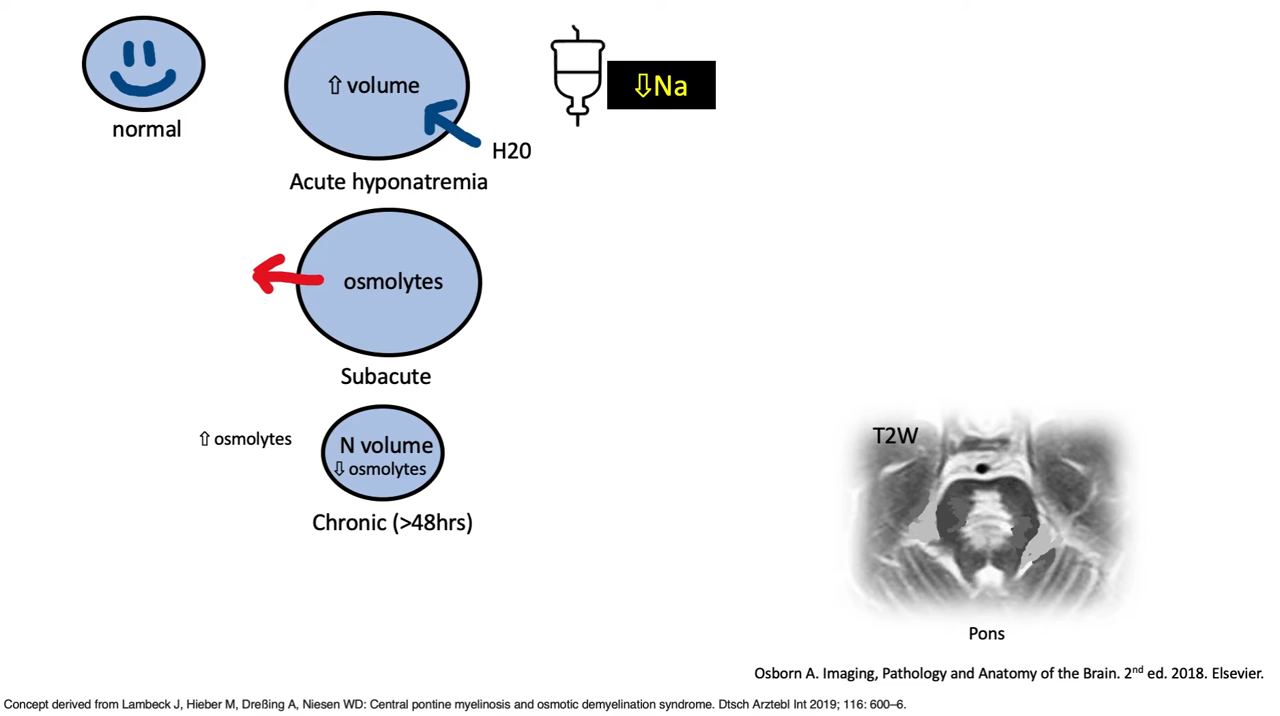 normal
⇧ volume
H20
Acute hyponatremia
⇩Na
osmolytes
Subacute
⇧ osmolytes
N volume
⇩ osmolytes
Chronic (>48hrs)
T2W
Pons
Osborn A. Imaging, Pathology and Anatomy of the Brain. 2nd ed. 2018. Elsevier.
Concept derived from Lambeck J, Hieber M, Dreßing A, Niesen WD: Central pontine myelinosis and osmotic demyelination syndrome. Dtsch Arztebl Int 2019; 116: 600–6.